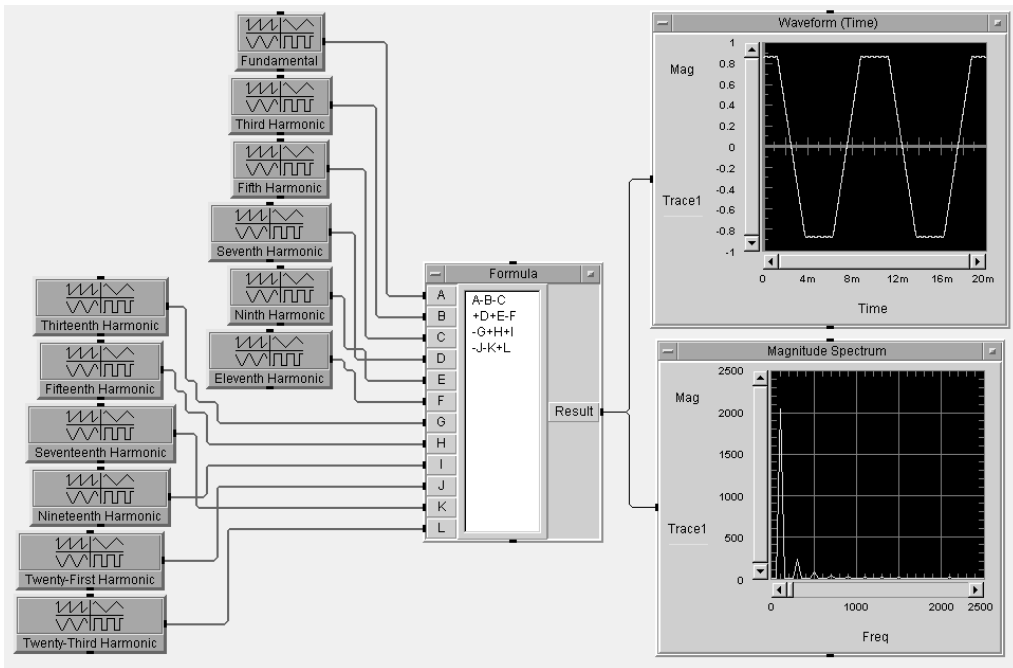 Fundamental
Third Harmonic
Fifth Harmonic
Seventh Harmonic
Ninth Harmonic
Eleventh Harmonic
Thirteenth Harmonic
Fifteenth Harmonic
Seventeenth Harmonic
Nineteenth Harmonic
Twenty-First Harmonic
Twenty-Third Harmonic
Formula
A
B
C
D
E
F
G
H
I
J
K
L
A-B-C
+D+E-F
-G+H+I
-J-K+L
Result
Waveform (Time)
Mag
Trace1
1
0.8
0.6
0.4
0.2
0
-0.2
-0.4
-0.6
-0.8
-1
0 4m 8m 12m 16m 20m
Time
Magnitude Spectrum
Mag
Trace1
2500
2000
1500
1000
500
0
0 1000 2000 2500
Freq